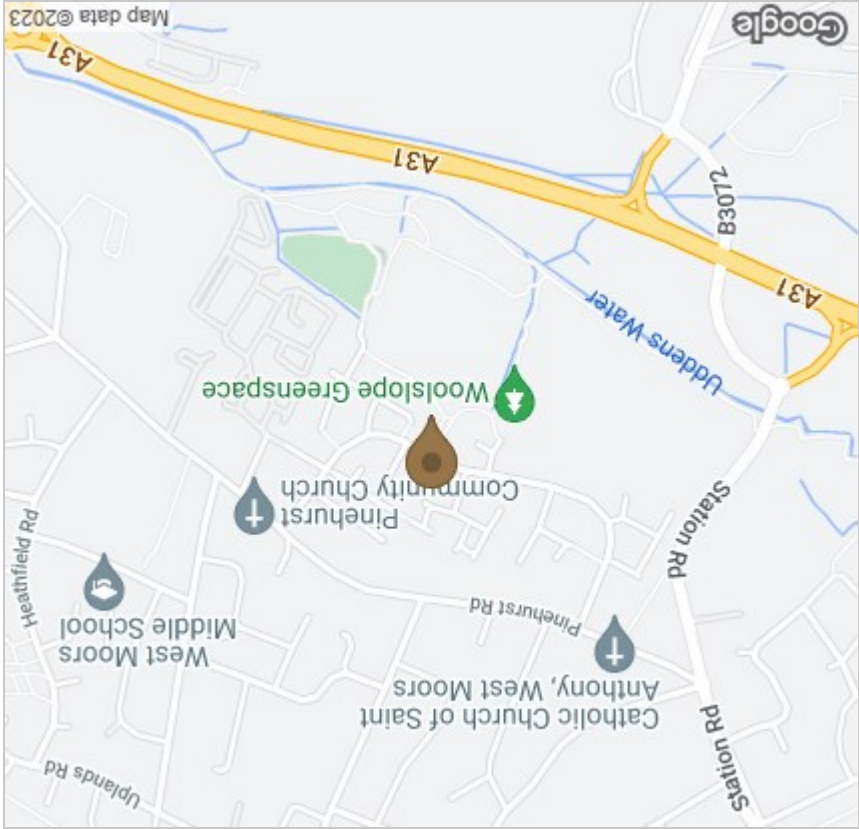 Station Rd
Uplands Rd
Catholic Church of Saint
Anthony, West Moors
West Moors
Middle School
Pinehurst Rd
Heathfield Rd
Station Rd
Pinehurst
Community Church
Woolslope Greenspace
Uddens Water
A31
B3072
A31
A31
Google
Map data ©2023